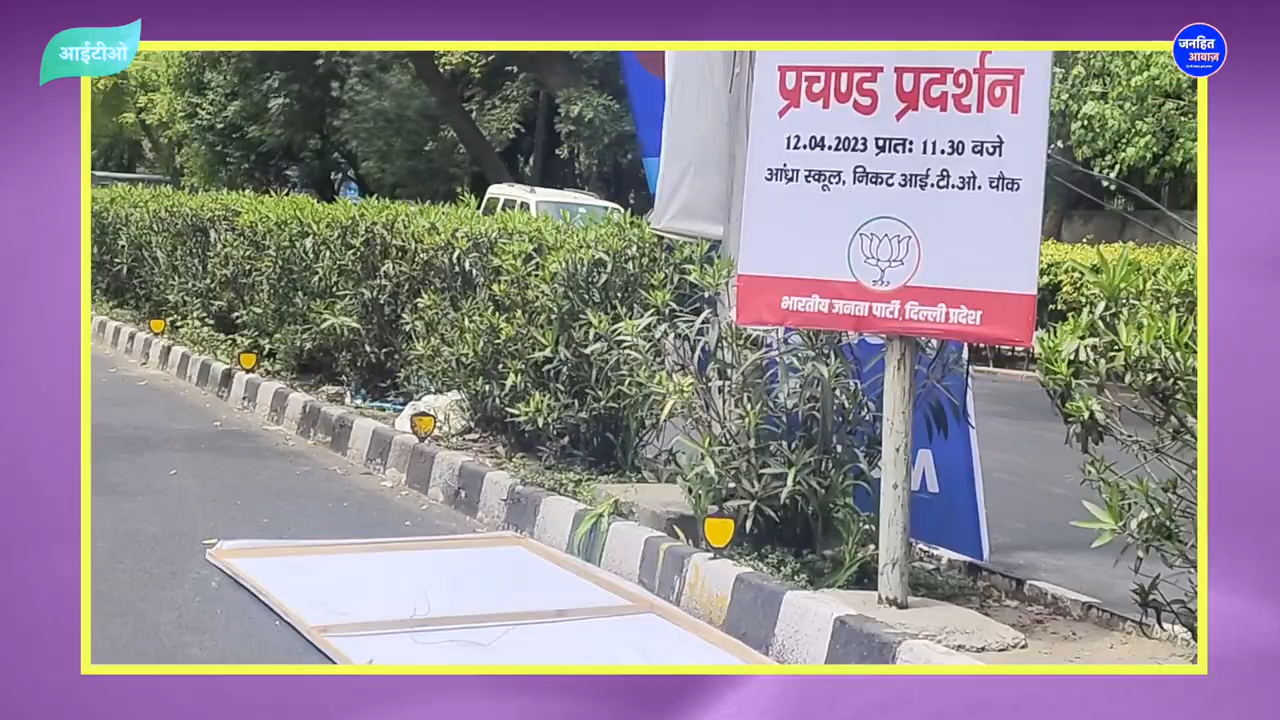 आईटीओ
जनहित
आवाज़
प्रचण्ड प्रदर्शन
12.04.2023 प्रातः 11.30 बजे
आंध्रा स्कूल, निकट आई.टी.ओ. चौक
भारतीय जनता पार्टी, दिल्ली प्रदेश